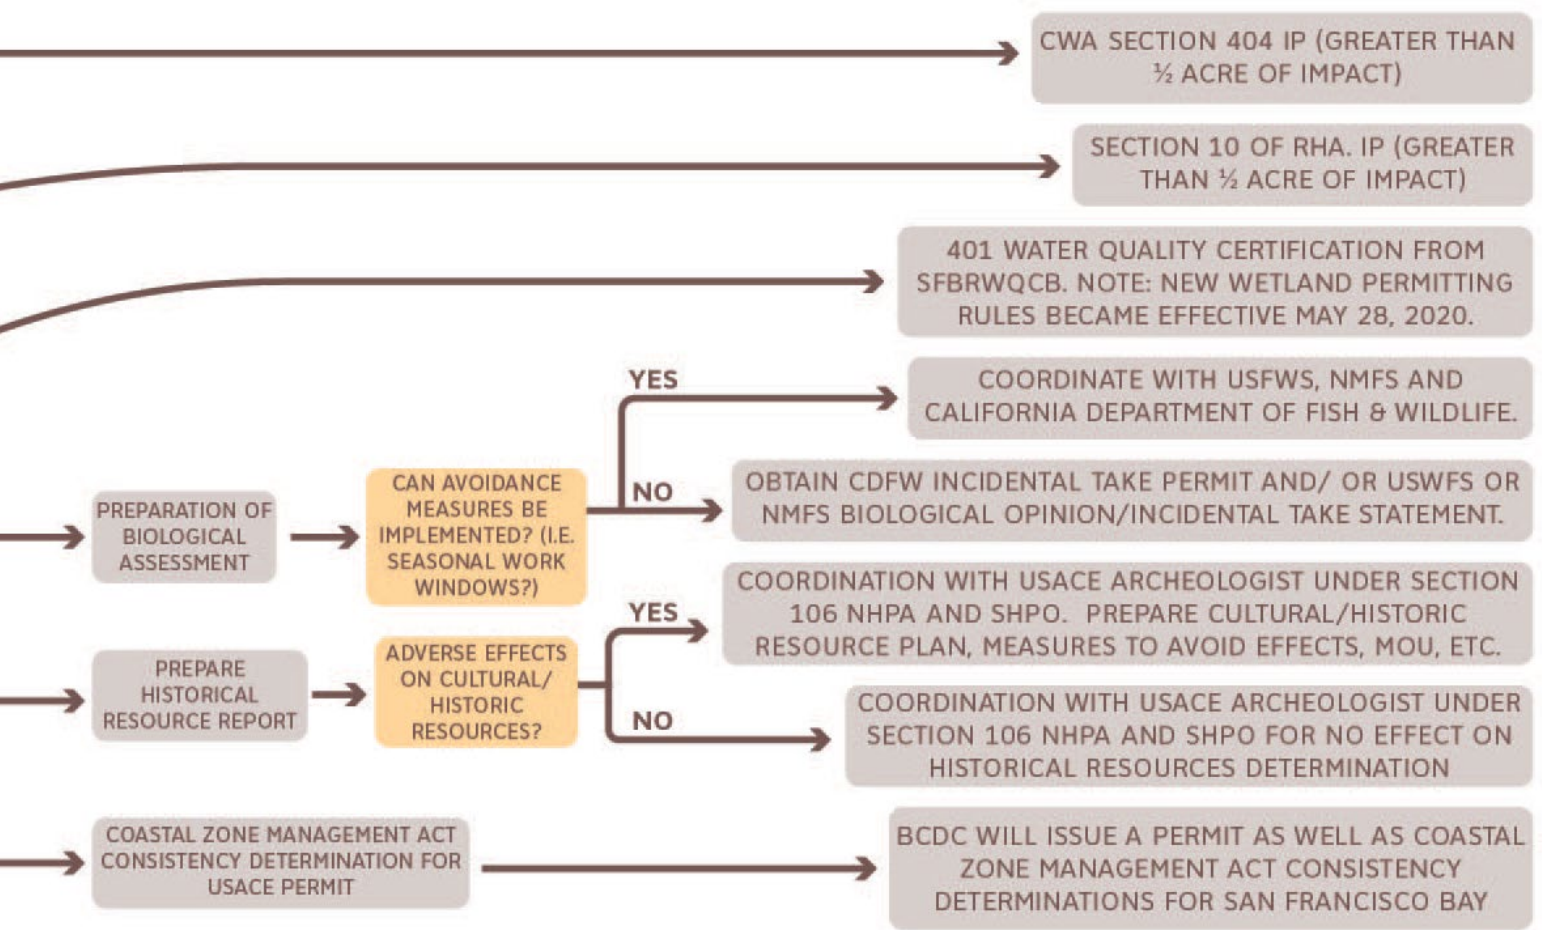 CWA SECTION 404 IP (GREATER THAN
½ ACRE OF IMPACT)
SECTION 10 OF RHA. IP (GREATER
THAN ½ ACRE OF IMPACT)
401 WATER QUALITY CERTIFICATION FROM
SFBRWQCB. NOTE: NEW WETLAND PERMITTING
RULES BECAME EFFECTIVE MAY 28, 2020.
PREPARATION OF
BIOLOGICAL
ASSESSMENT
CAN AVOIDANCE
MEASURES BE
IMPLEMENTED? (I.E.
SEASONAL WORK
WINDOWS?)
YES
COORDINATE WITH USFWS, NMFS AND
CALIFORNIA DEPARTMENT OF FISH & WILDLIFE.
NO
OBTAIN CDFW INCIDENTAL TAKE PERMIT AND/ OR USWFS OR
NMFS BIOLOGICAL OPINION/INCIDENTAL TAKE STATEMENT.
PREPARE
HISTORICAL
RESOURCE REPORT
ADVERSE EFFECTS
ON CULTURAL/
HISTORIC
RESOURCES?
YES
COORDINATION WITH USACE ARCHEOLOGIST UNDER SECTION
106 NHPA AND SHPO. PREPARE CULTURAL/HISTORIC
RESOURCE PLAN, MEASURES TO AVOID EFFECTS, MOU, ETC.
NO
COORDINATION WITH USACE ARCHEOLOGIST UNDER
SECTION 106 NHPA AND SHPO FOR NO EFFECT ON
HISTORICAL RESOURCES DETERMINATION
COASTAL ZONE MANAGEMENT ACT
CONSISTENCY DETERMINATION FOR
USACE PERMIT
BCDC WILL ISSUE A PERMIT AS WELL AS COASTAL
ZONE MANAGEMENT ACT CONSISTENCY
DETERMINATIONS FOR SAN FRANCISCO BAY